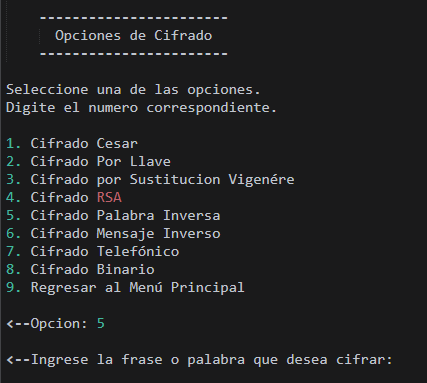 ------------------------
Opciones de Cifrado
------------------------
Seleccione una de las opciones.
Digite el numero correspondiente.
1. Cifrado Cesar
2. Cifrado Por Llave
3. Cifrado por Sustitucion Vigenére
4. Cifrado RSA
5. Cifrado Palabra Inversa
6. Cifrado Mensaje Inverso
7. Cifrado Telefónico
8. Cifrado Binario
9. Regresar al Menú Principal
<--Opcion: 5
<--Ingrese la frase o palabra que desea cifrar: